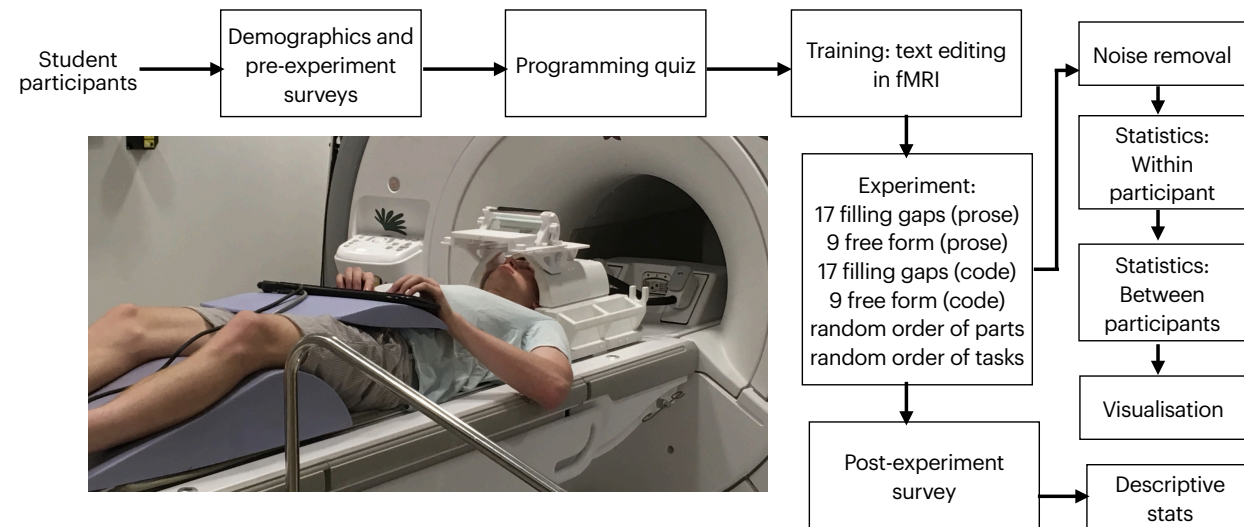 Student
participants
Demographics and
pre-experiment
surveys
Programming quiz
Training: text editing
in fMRI
Experiment:
17 filling gaps (prose)
9 free form (prose)
17 filling gaps (code)
9 free form (code)
random order of parts
random order of tasks
Post-experiment
survey
Noise removal
Statistics:
Within
participant
Statistics:
Between
participants
Visualisation
Descriptive
stats